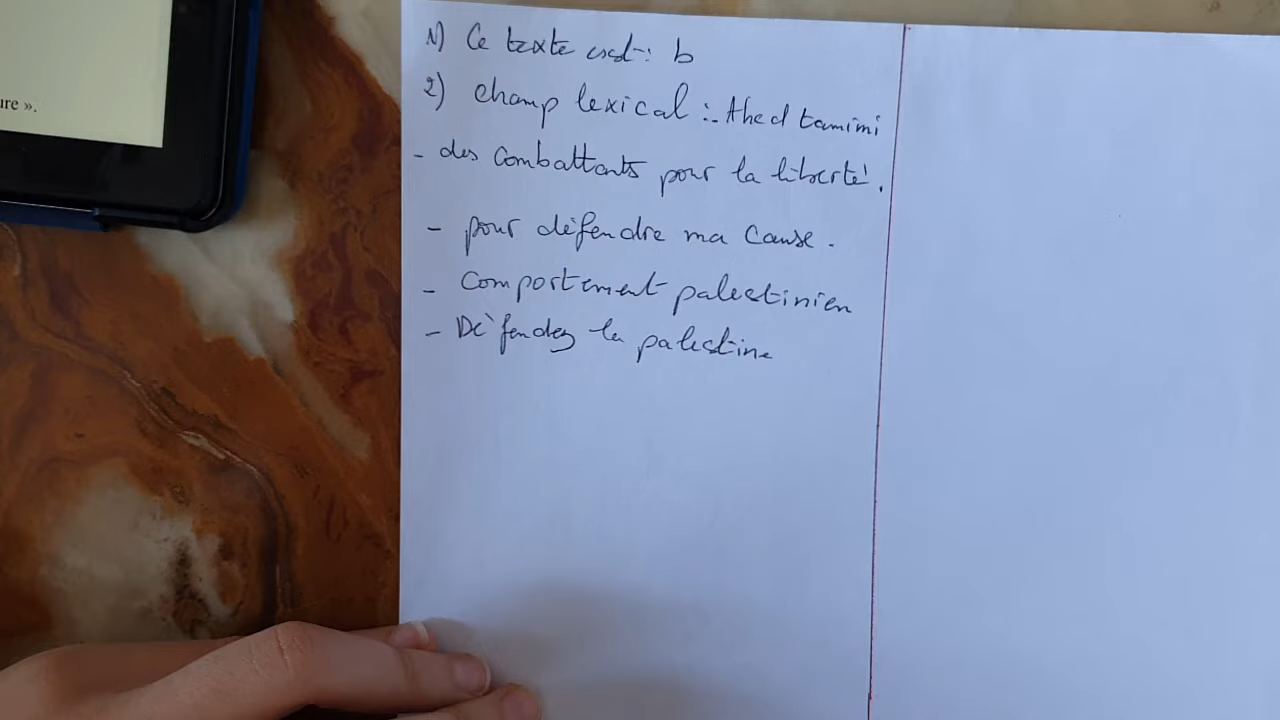 ure ».
1) Ce texte est : b
2) champ lexical :- Ahed tamimi
- des combattants pour la liberté.
- pour défendre ma cause.
- Comportement palestinien
- Défendez la palestine